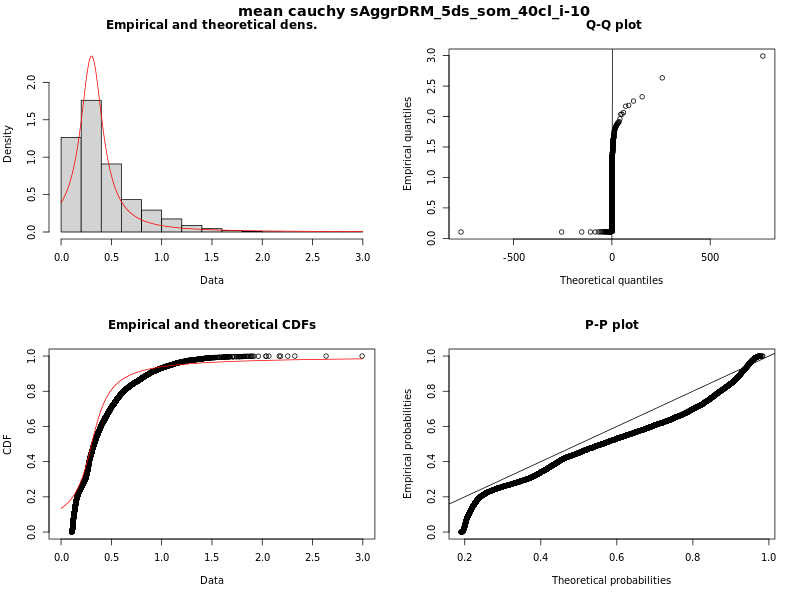 mean cauchy sAggrDRM_5ds_som_40cl_i-10
Empirical and theoretical dens.
Density
0.0 0.5 1.0 1.5 2.0
0.0 0.5 1.0 1.5 2.0 2.5 3.0
Data
Q-Q plot
Empirical quantiles
0.0 0.5 1.0 1.5 2.0 2.5 3.0
-500 0 500
Theoretical quantiles
Empirical and theoretical CDFs
CDF
0.0 0.2 0.4 0.6 0.8 1.0
0.0 0.5 1.0 1.5 2.0 2.5 3.0
Data
P-P plot
Empirical probabilities
0.0 0.2 0.4 0.6 0.8 1.0
0.2 0.4 0.6 0.8 1.0
Theoretical probabilities